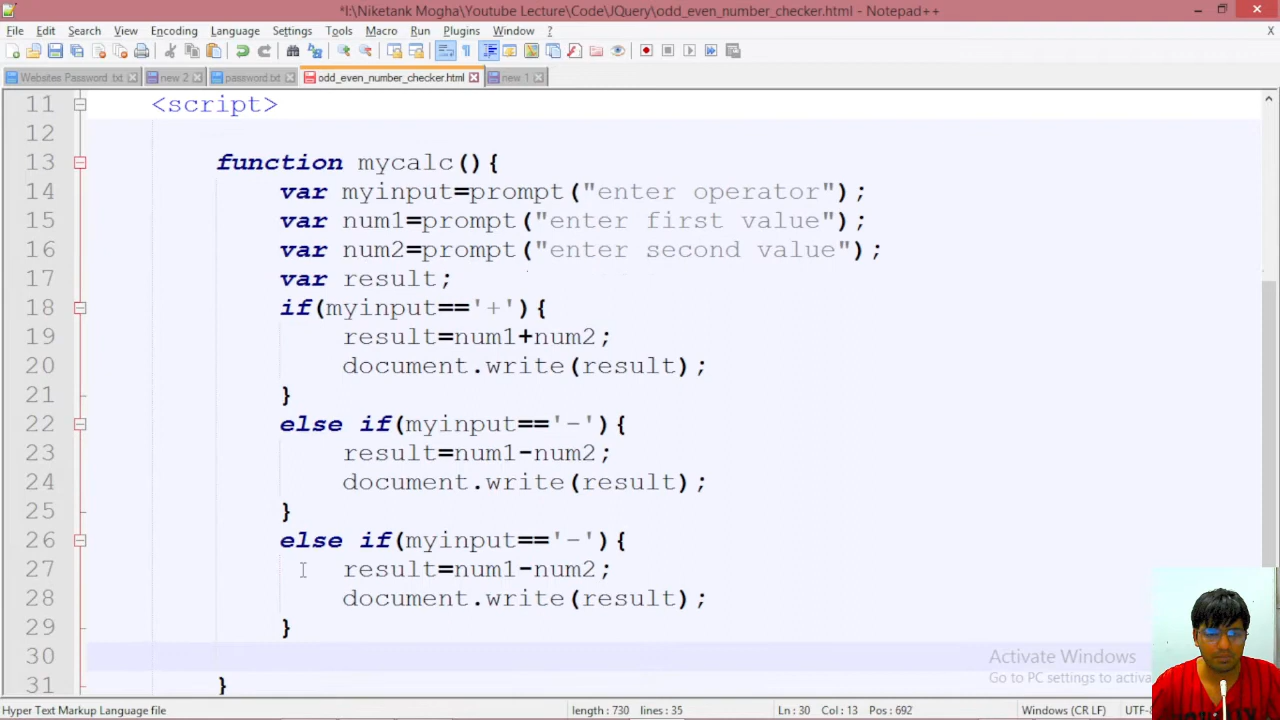 *I:\Niketank Mogha\Youtube Lecture\Code\JQuery\odd_even_number_checker.html - Notepad++
File Edit Search View Encoding Language Settings Tools Macro Run Plugins Window ? X
Websites Password .txt new 2 password.txt odd_even_number_checker.html new 1
11 <script>
12
13 function mycalc(){
14 var myinput=prompt("enter operator");
15 var num1=prompt("enter first value");
16 var num2=prompt("enter second value");
17 var result;
18 if(myinput=='+'){
19 result=num1+num2;
20 document.write(result);
21 }
22 else if(myinput=='-'){
23 result=num1-num2;
24 document.write(result);
25 }
26 else if(myinput=='-'){
27 result=num1-num2;
28 document.write(result);
29 }
30
31 }
Activate Windows
Go to PC settings to activa
Hyper Text Markup Language file length : 730 lines : 35 Ln : 30 Col : 13 Pos : 692 Windows (CR LF) UTF-